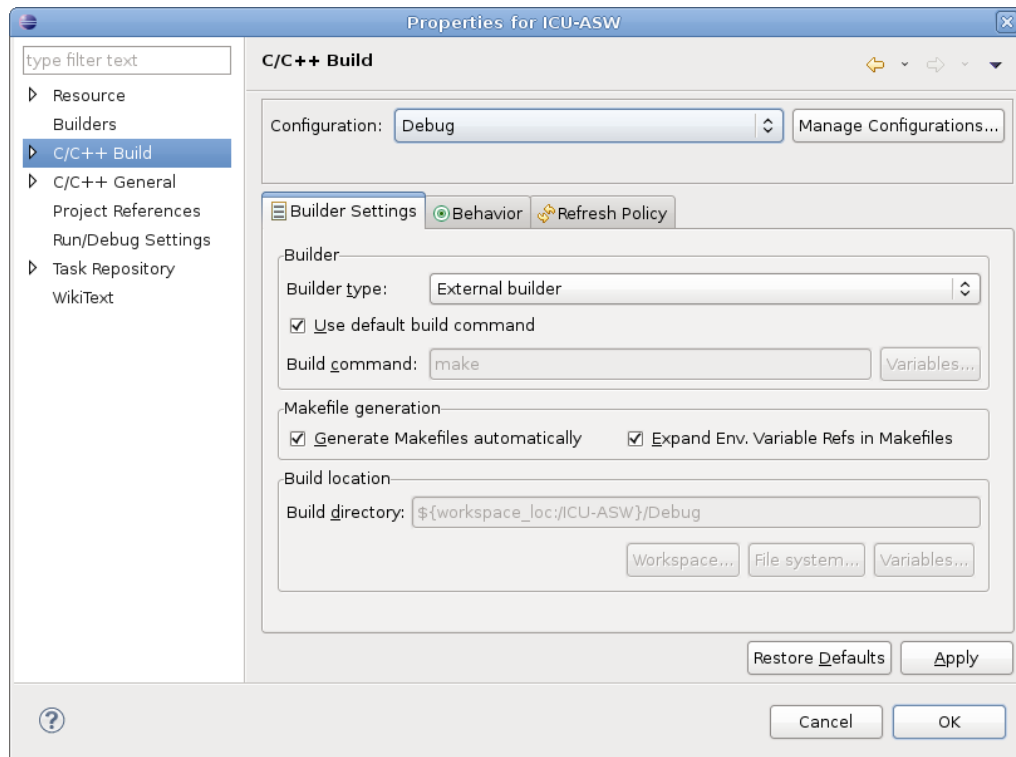 Properties for ICU-ASW
type filter text
Resource
Builders
C/C++ Build
C/C++ General
Project References
Run/Debug Settings
Task Repository
WikiText
C/C++ Build
Configuration: Debug Manage Configurations...
Builder Settings Behavior Refresh Policy
Builder
Builder type: External builder
Use default build command
Build command: make Variables...
Makefile generation
Generate Makefiles automatically Expand Env. Variable Refs in Makefiles
Build location
Build directory: ${workspace_loc:/ICU-ASW}/Debug
Workspace... File system... Variables...
Restore Defaults Apply
? Cancel OK